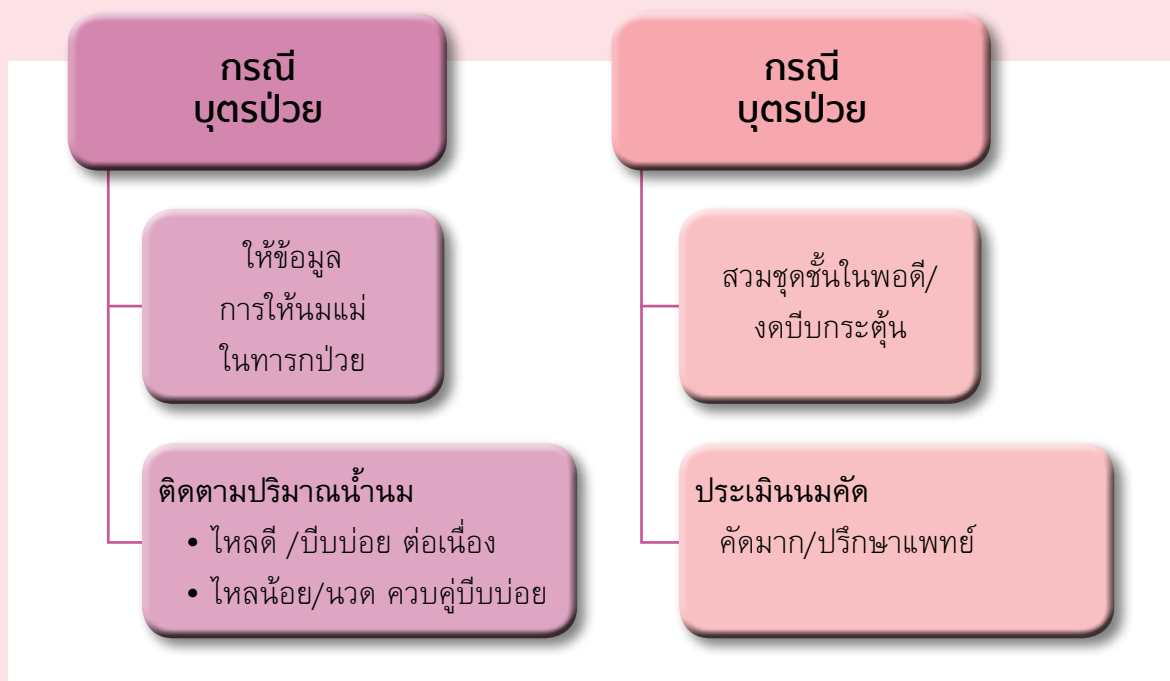 กรณี
บุตรป่วย
ให้ข้อมูล
การให้นมแม่
ในทารกป่วย
ติดตามปริมาณน้ำนม
• ไหลดี /บีบบ่อย ต่อเนื่อง
• ไหลน้อย/นวด ควบคู่บีบบ่อย
กรณี
บุตรป่วย
สวมชุดชั้นในพอดี/
งดบีบกระตุ้น
ประเมินนมคัด
คัดมาก/ปรึกษาแพทย์